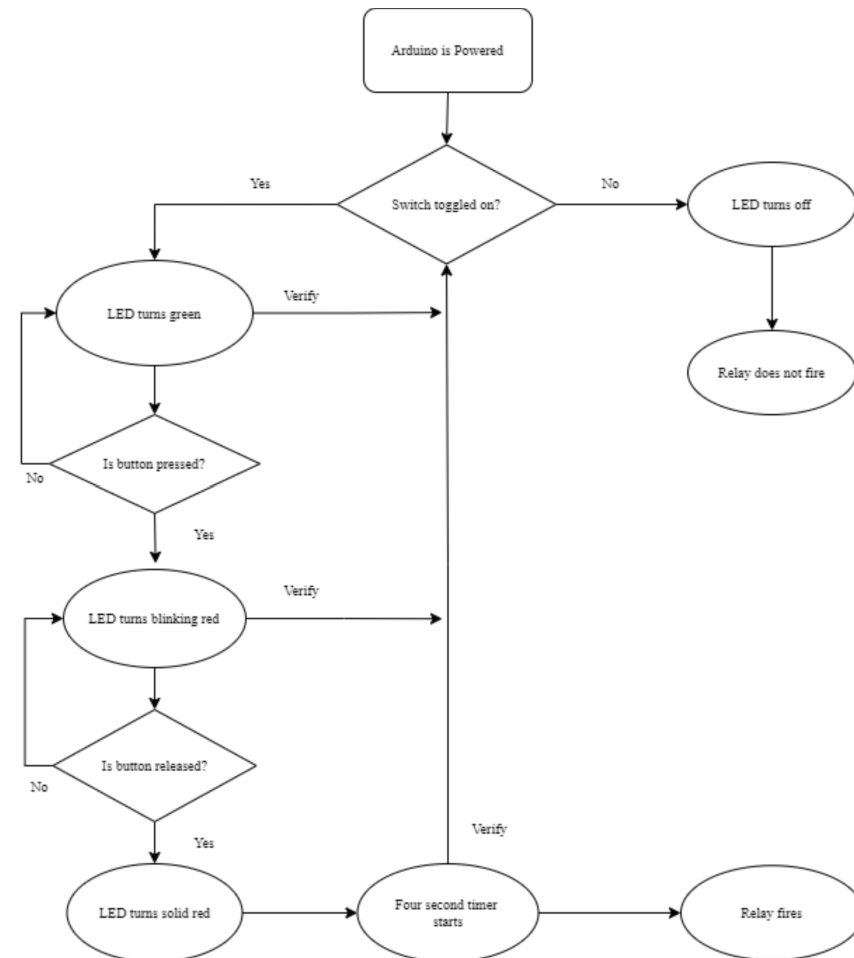 Arduino is Powered
Yes
Switch toggled on?
No
LED turns off
LED turns green
Verify
Relay does not fire
Is button pressed?
No
Yes
LED turns blinking red
Verify
Is button released?
No
Yes
Verify
LED turns solid red
Four second timer
starts
Relay fires